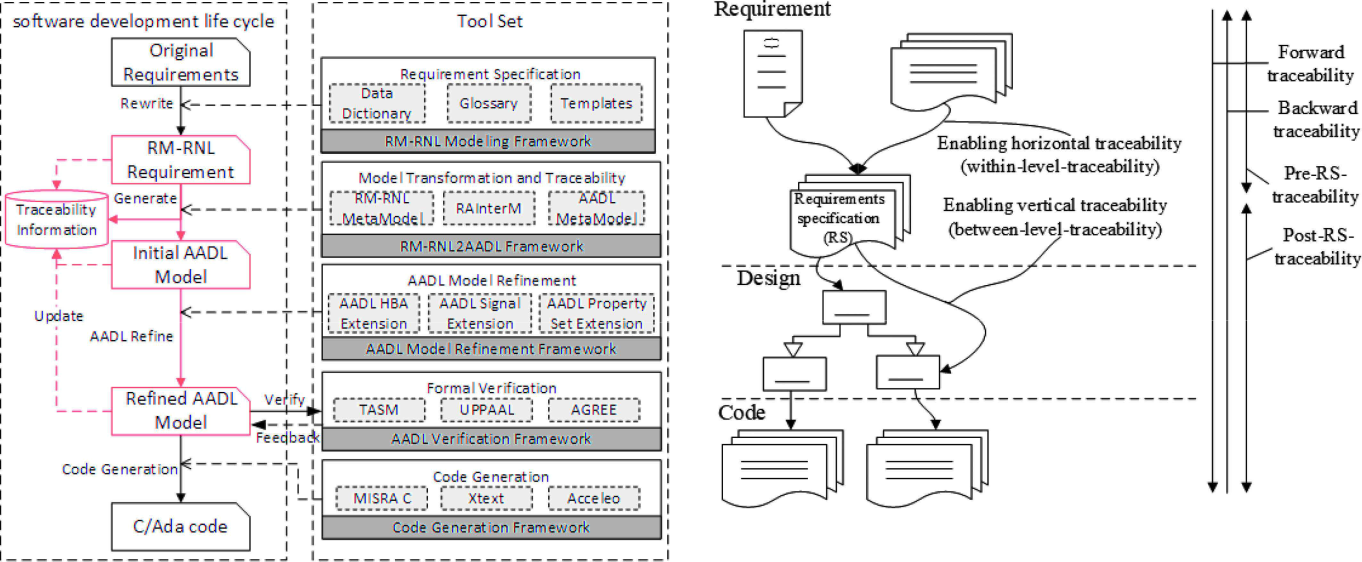 software development life cycle
Original
Requirements
Rewrite
RM-RNL
Requirement
Traceability
Information
Generate
Initial AADL
Model
Update
AADL Refine
Refined AADL
Model
Verify
Feedback
Code Generation
C/Ada code
Tool Set
Requirement Specification
Data
Dictionary
Glossary
Templates
RM-RNL Modeling Framework
Model Transformation and Traceability
RM-RNL
MetaModel
RAInterM
AADL
MetaModel
RM-RNL2AADL Framework
AADL Model Refinement
AADL HBA
Extension
AADL Signal
Extension
AADL Property
Set Extension
AADL Model Refinement Framework
Formal Verification
TASM
UPPAAL
AGREE
AADL Verification Framework
Code Generation
MISRA C
Xtext
Acceleo
Code Generation Framework
Requirement
Enabling horizontal traceability
(within-level-traceability)
Requirements
specification
(RS)
Enabling vertical traceability
(between-level-traceability)
Design
Code
Forward
traceability
Backward
traceability
Pre-RS-
traceability
Post-RS-
traceability